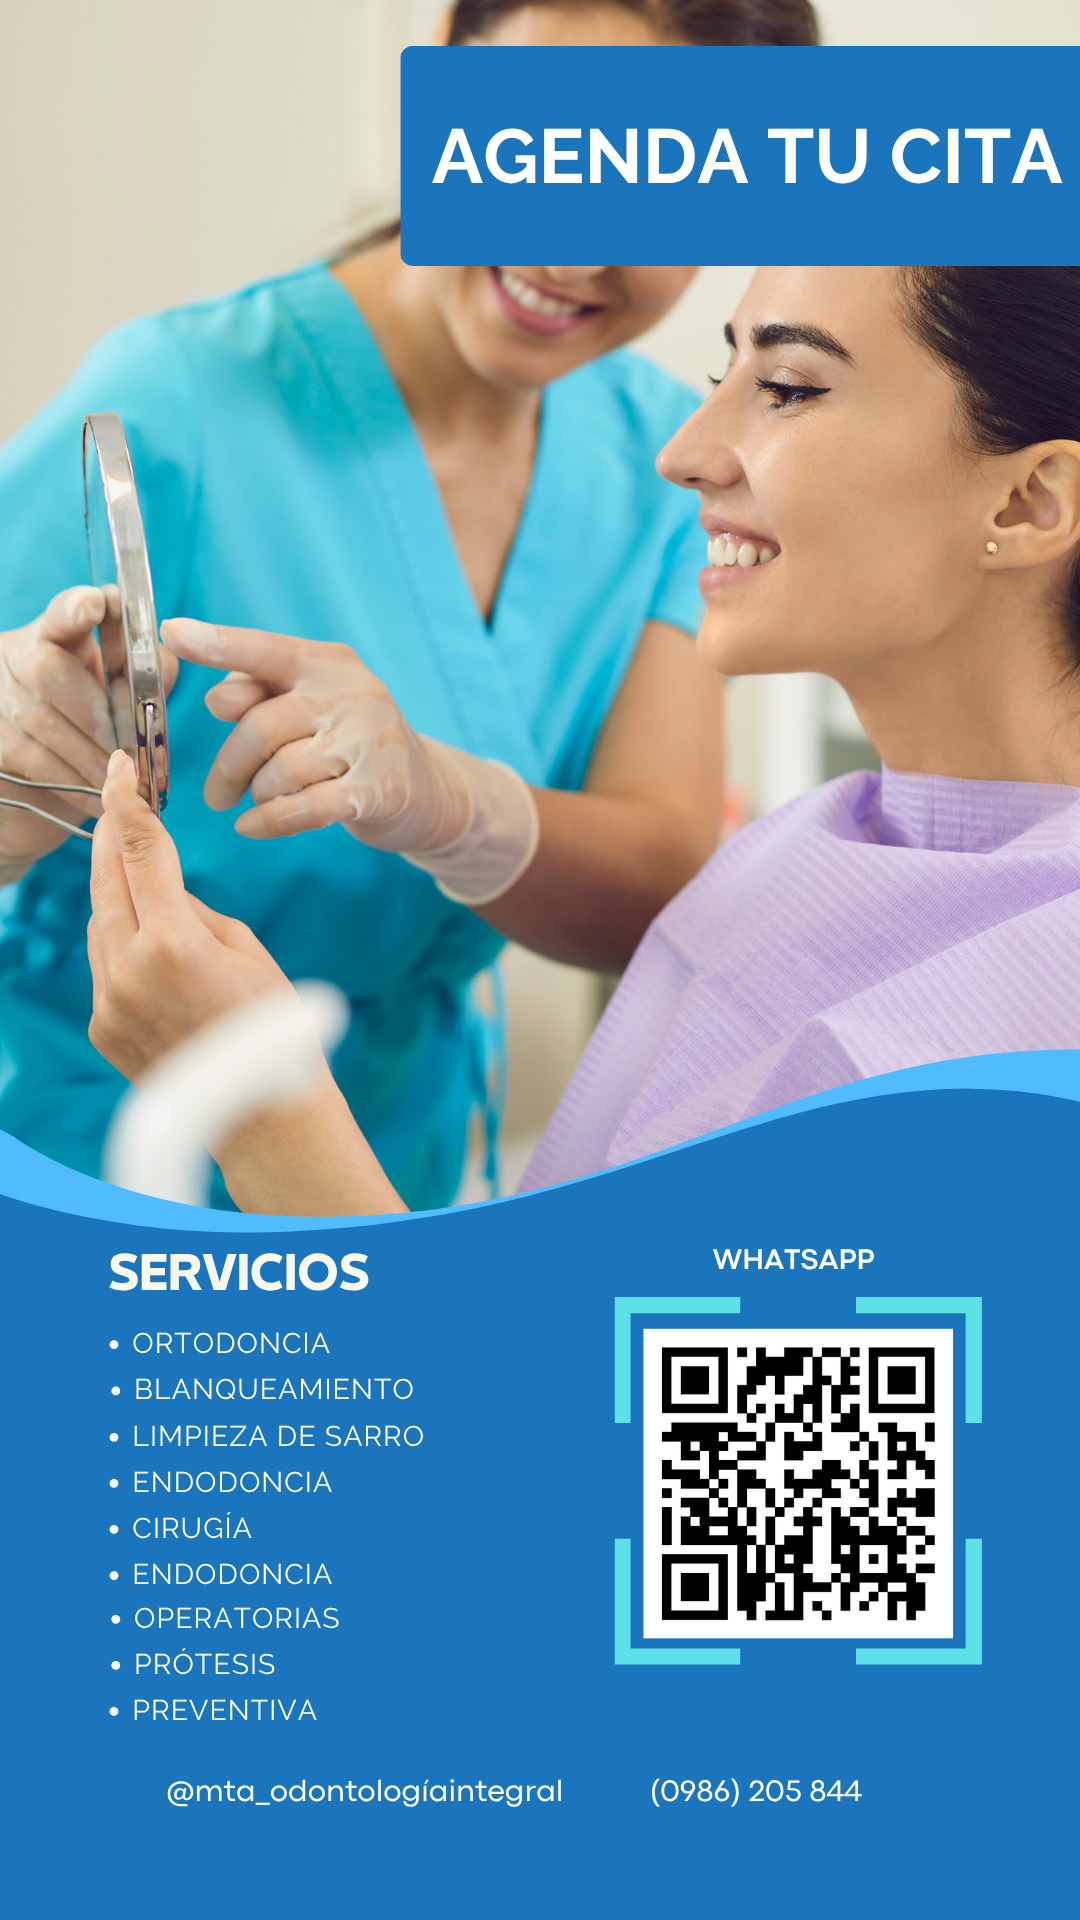 AGENDA TU CITA
SERVICIOS
• ORTODONCIA
• BLANQUEAMIENTO
• LIMPIEZA DE SARRO
• ENDODONCIA
• CIRUGÍA
• ENDODONCIA
• OPERATORIAS
• PRÓTESIS
• PREVENTIVA
WHATSAPP
@mta_odontologíaintegral
(0986) 205 844